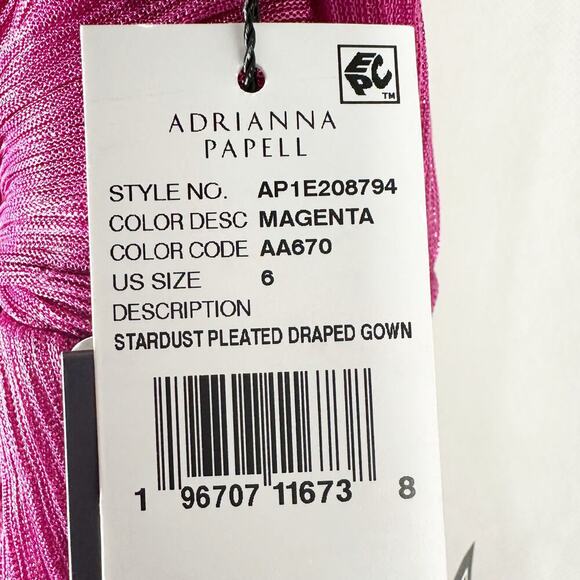 EPC
TM
ADRIANNA
PAPELL
STYLE NO. AP1E208794
COLOR DESC MAGENTA
COLOR CODE AA670
US SIZE 6
DESCRIPTION
STARDUST PLEATED DRAPED GOWN
1 96707 11673 8